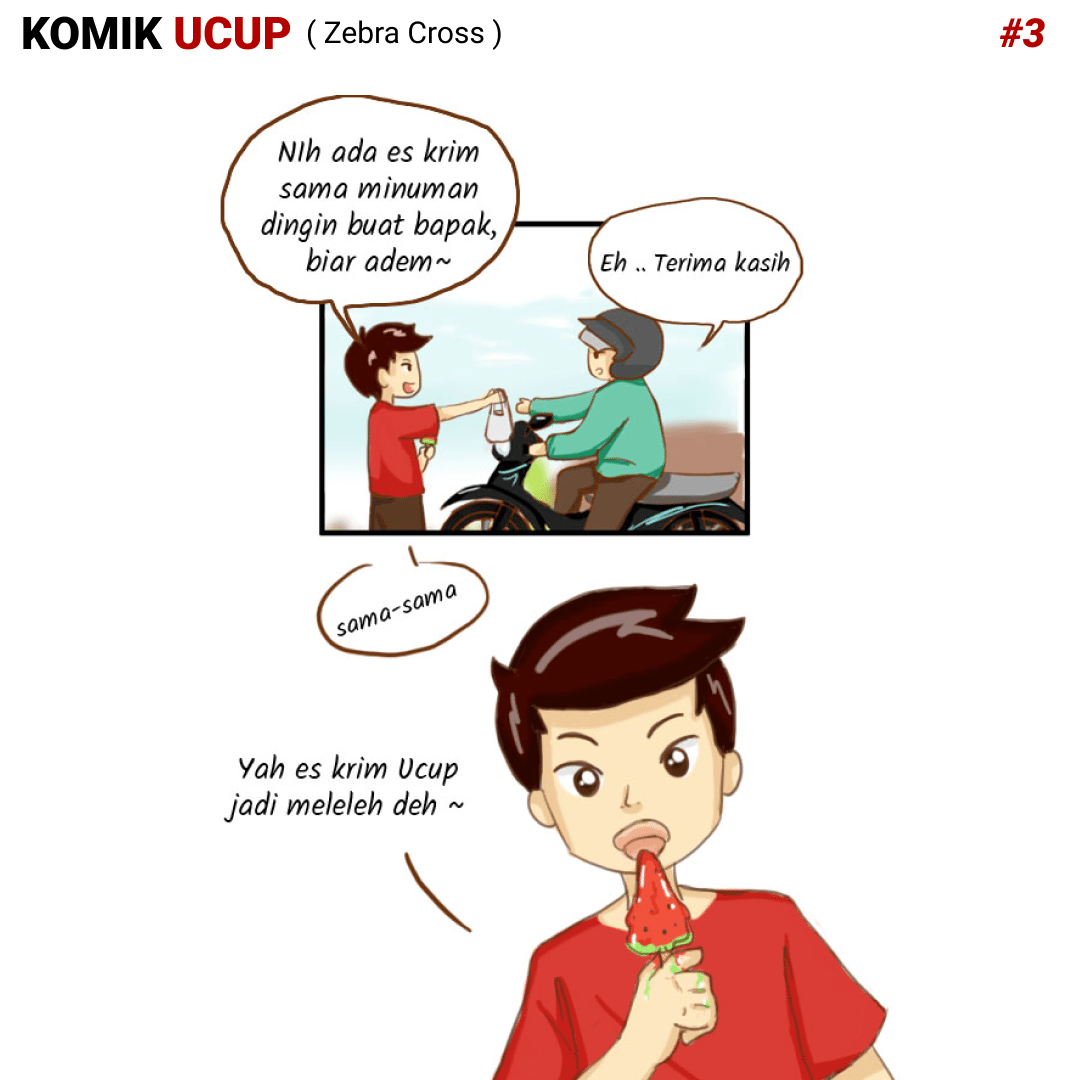 KOMIK UCUP ( Zebra Cross )
#3
NIh ada es krim
sama minuman
dingin buat bapak,
biar adem~
Eh .. Terima kasih
sama-sama
Yah es krim Ucup
jadi meleleh deh ~